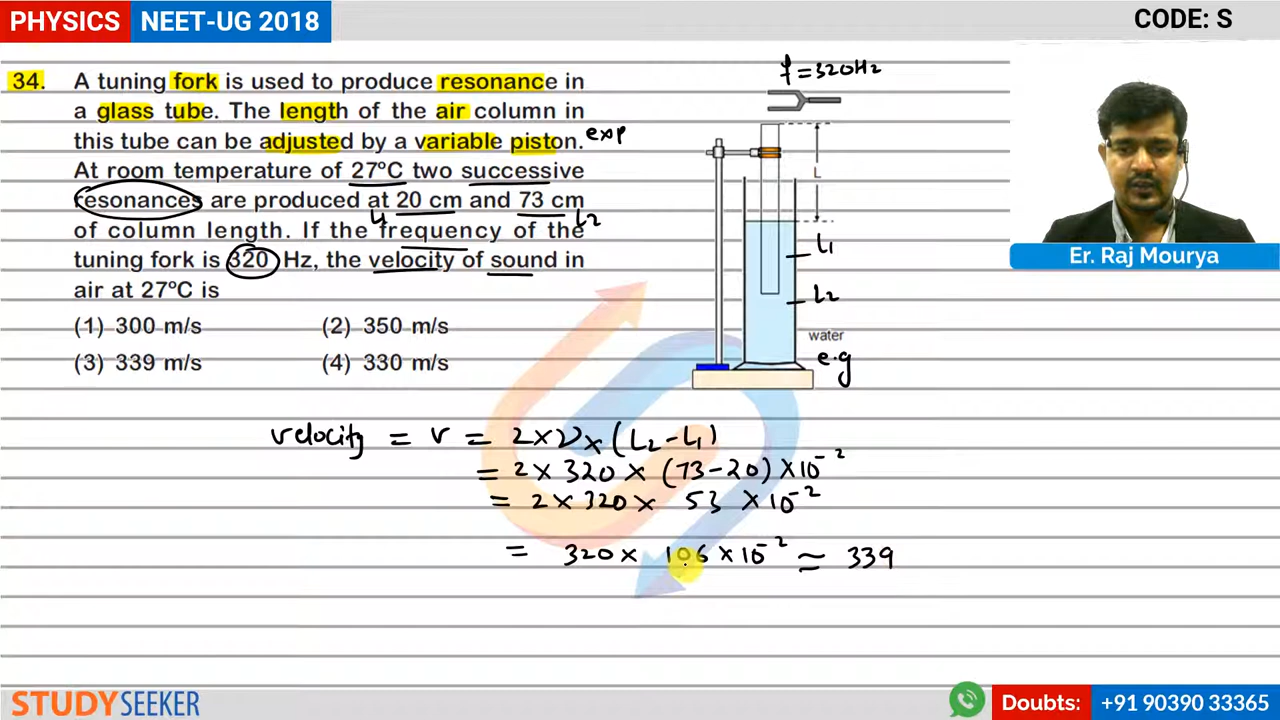 PHYSICS NEET-UG 2018
CODE: S
34. A tuning fork is used to produce resonance in
a glass tube. The length of the air column in
this tube can be adjusted by a variable piston. exp
At room temperature of 27ºC two successive
resonances are produced at 20 cm and 73 cm
L1 L2
of column length. If the frequency of the
tuning fork is 320 Hz, the velocity of sound in
air at 27ºC is
(1) 300 m/s (2) 350 m/s
(3) 339 m/s (4) 330 m/s
f = 320Hz
L
L1
L2
water
e.g
Er. Raj Mourya
velocity = v = 2 × ν × (L2 - L1)
= 2 × 320 × (73 - 20) × 10⁻²
= 2 × 320 × 53 × 10⁻²
= 320 × 106 × 10⁻² ≃ 339
STUDYSEEKER
Doubts: +91 90390 33365